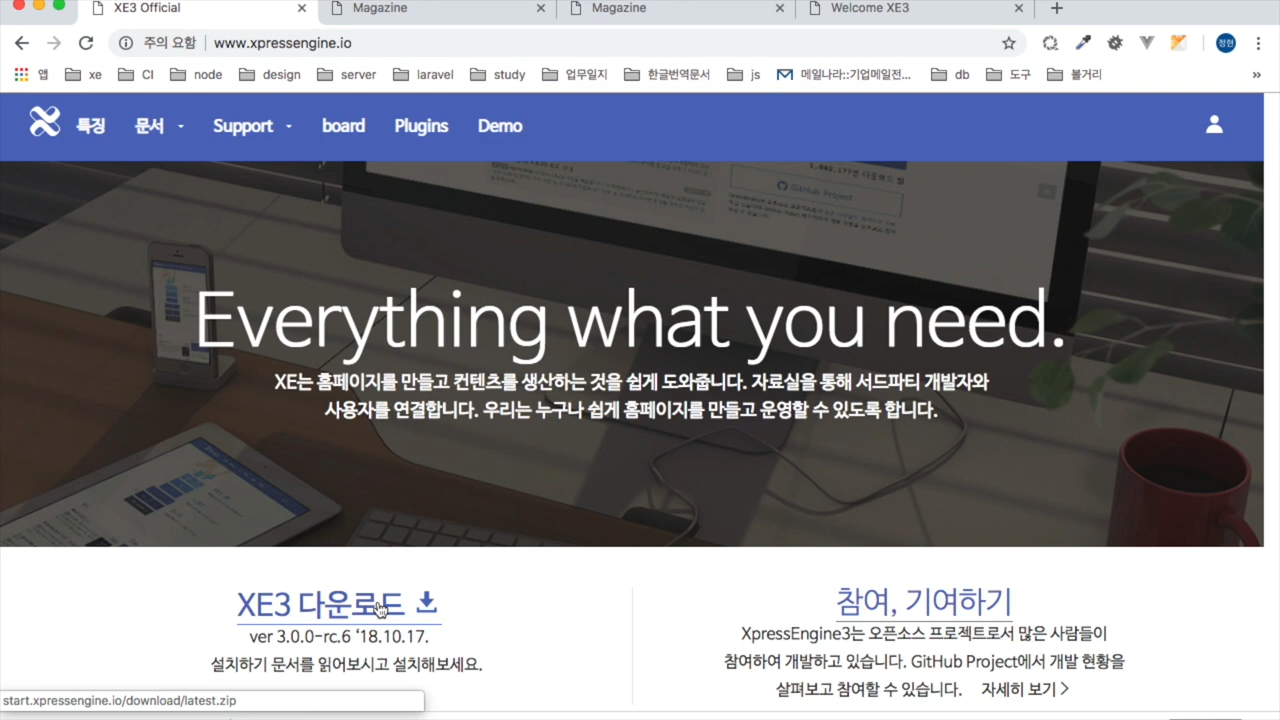 XE3 Official
Magazine
Magazine
Welcome XE3
주의 요함
www.xpressengine.io
정현
앱
xe
CI
node
design
server
laravel
study
업무일지
한글번역문서
js
메일나라::기업메일전...
db
도구
볼거리
특징
문서
Support
board
Plugins
Demo
GitHub Project
Everything what you need.
XE는 홈페이지를 만들고 컨텐츠를 생산하는 것을 쉽게 도와줍니다. 자료실을 통해 서드파티 개발자와
사용자를 연결합니다. 우리는 누구나 쉽게 홈페이지를 만들고 운영할 수 있도록 합니다.
XE3 다운로드
ver 3.0.0-rc.6 ‘18.10.17.
설치하기 문서를 읽어보시고 설치해보세요.
참여, 기여하기
XpressEngine3는 오픈소스 프로젝트로서 많은 사람들이
참여하여 개발하고 있습니다. GitHub Project에서 개발 현황을
살펴보고 참여할 수 있습니다. 자세히 보기 >
start.xpressengine.io/download/latest.zip